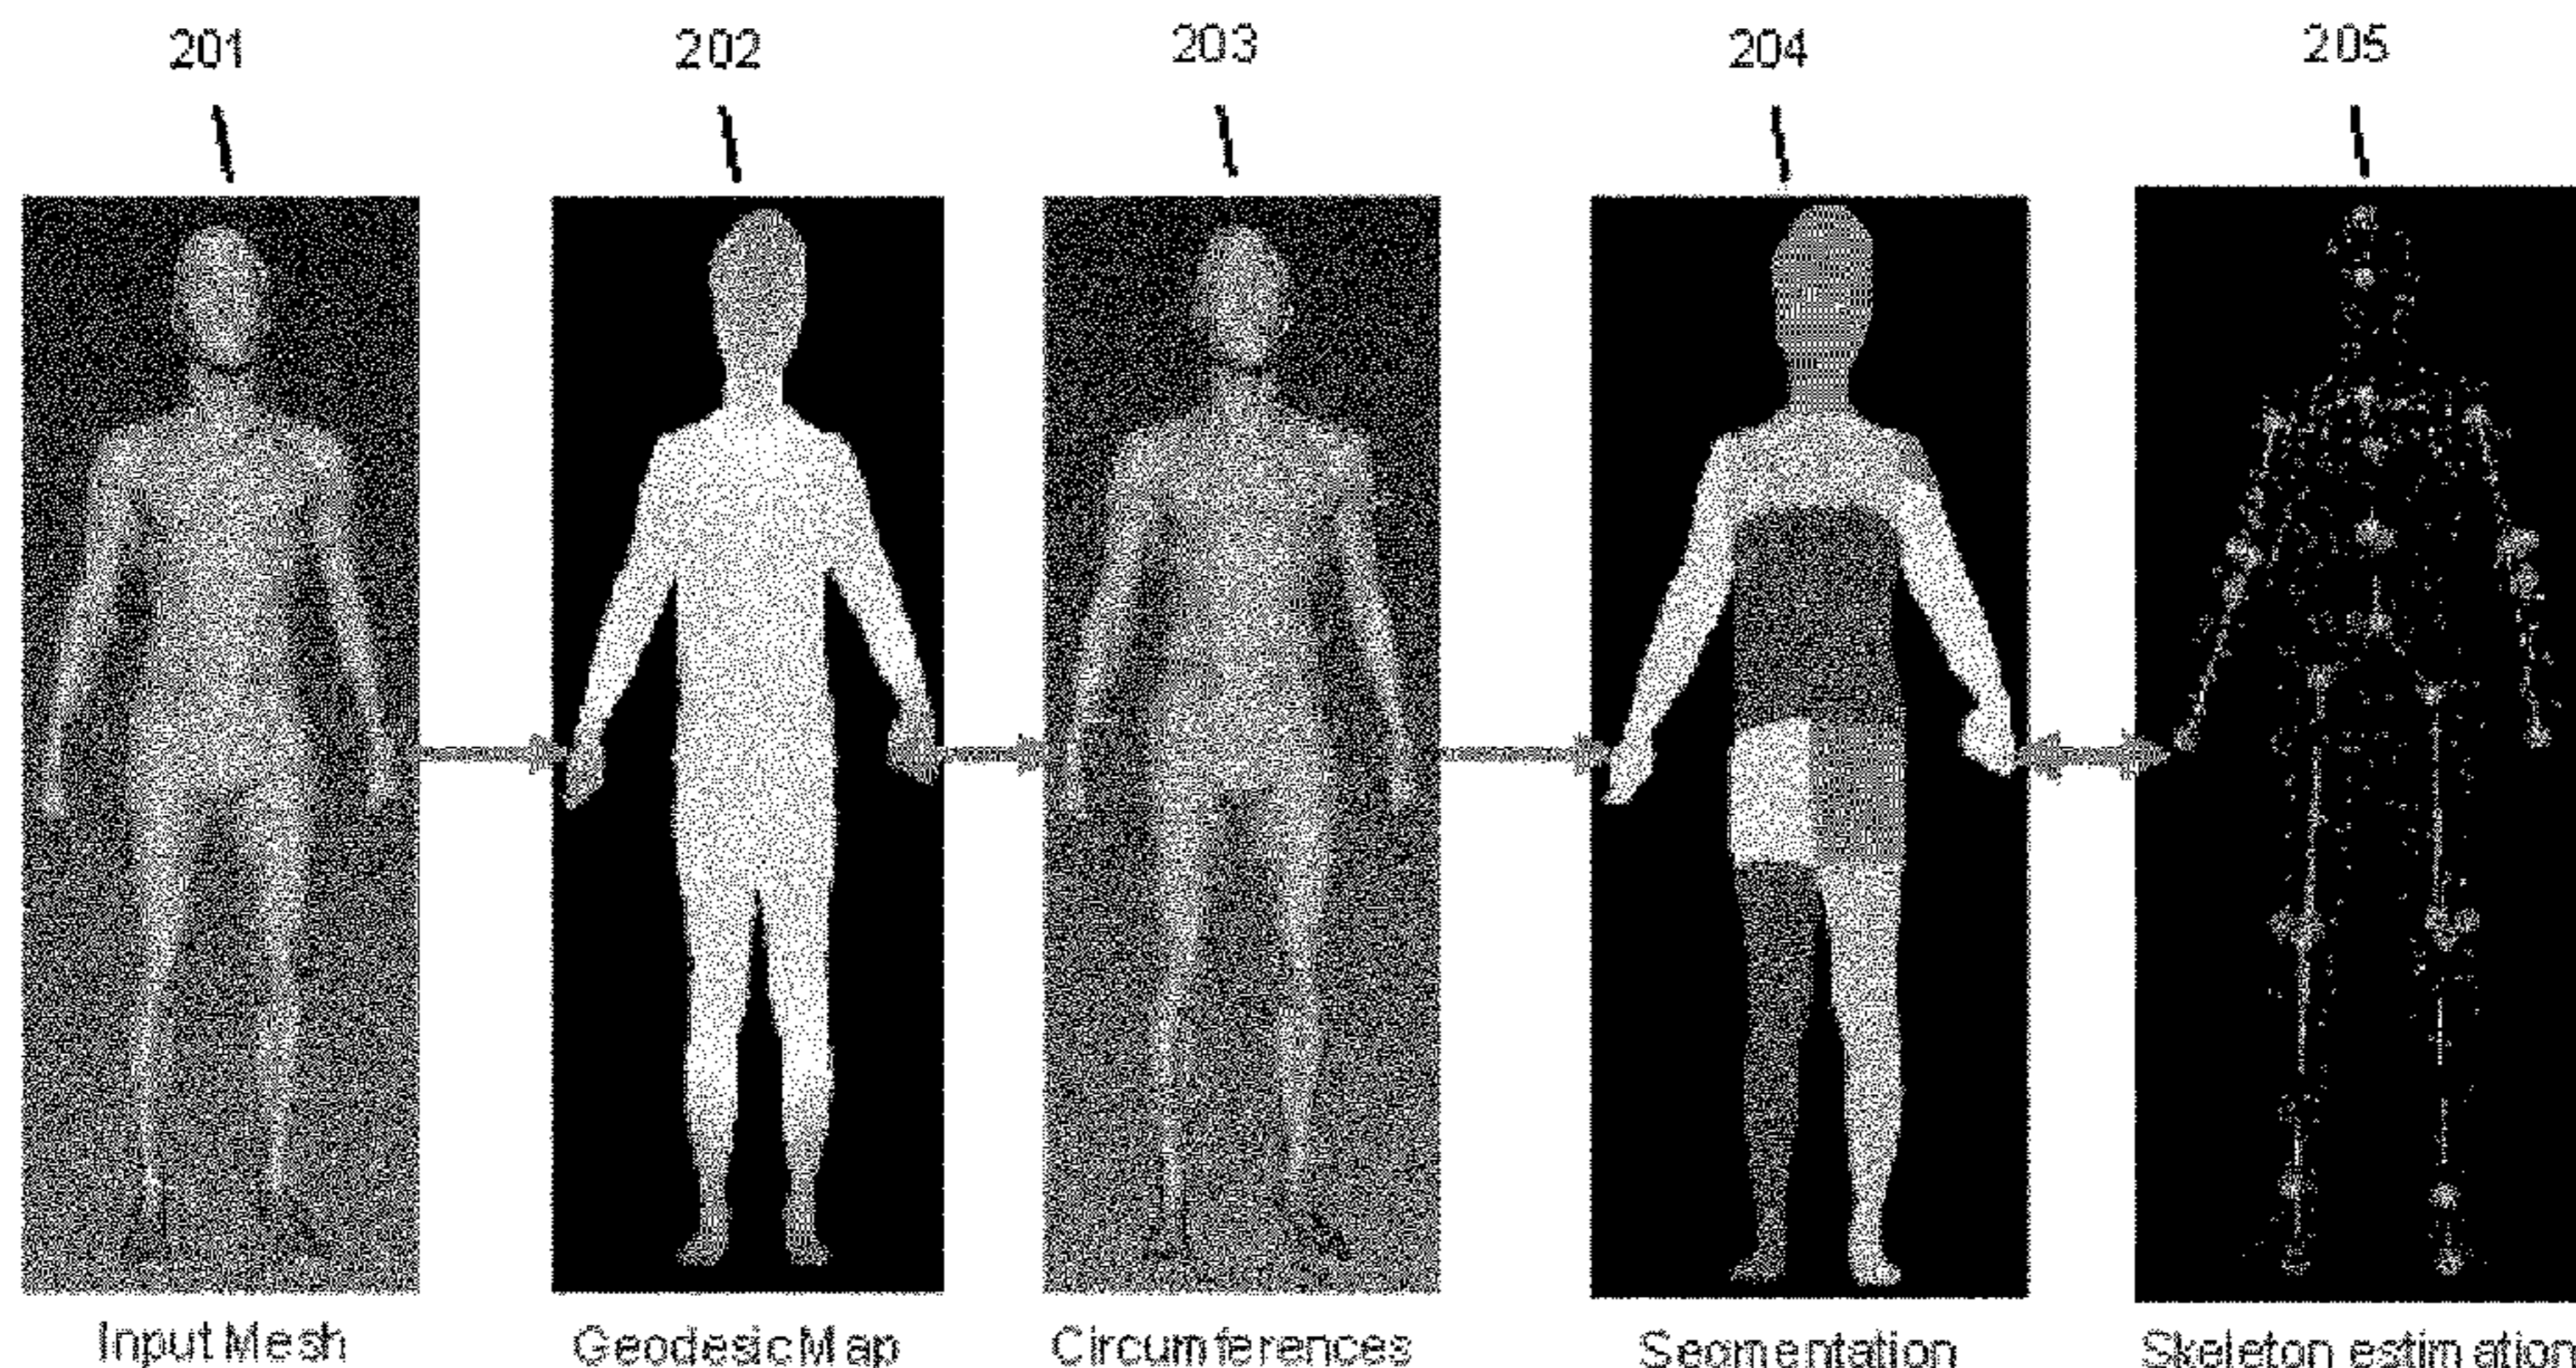 201
202
203
204
205
Input Mesh
Geodesic Map
Circumferences
Segmentation
Skeleton estimation